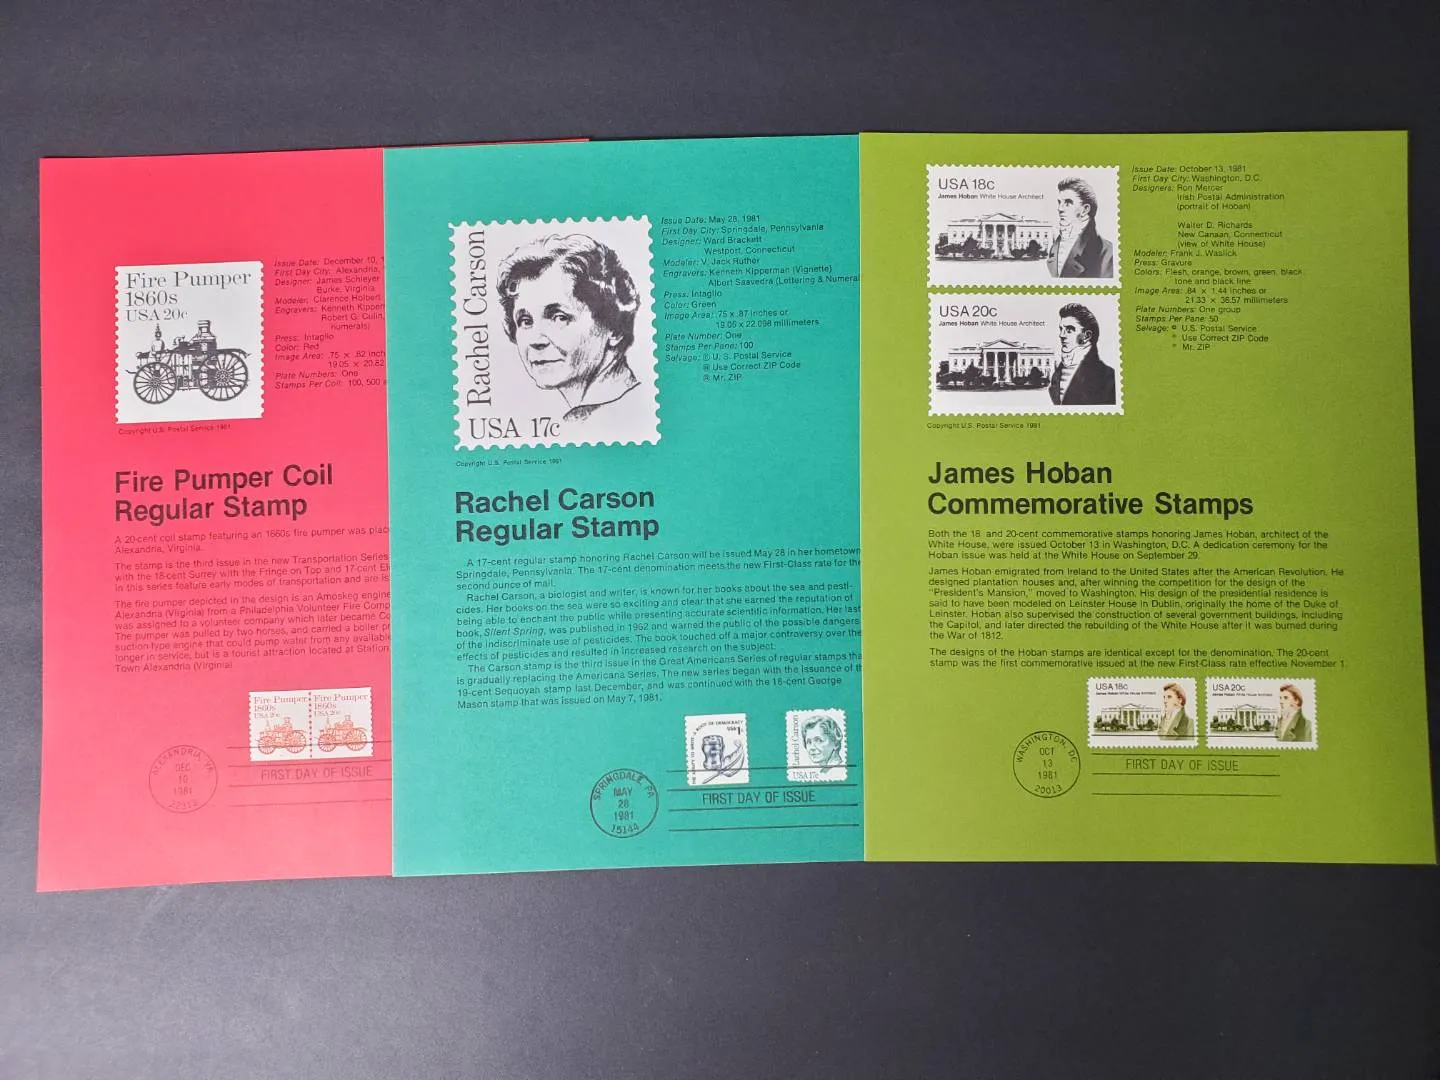 Fire Pumper
1860s
USA 20c
Issue Date: December 10, 1
First Day City: Alexandria,
Designer: James Schleyer
Burke, Virginia
Modeler: Clarence Holbert
Engravers: Kenneth Kipper
Robert G. Culin,
numerals)
Press: Intaglio
Color: Red
Image Area: .75 x .82 inch
19.05 x 20.82
Plate Numbers: One
Stamps Per Coil: 100, 500
Copyright U.S. Postal Service 1981
Fire Pumper Coil
Regular Stamp
A 20-cent coil stamp featuring an 1860s fire pumper was plac
Alexandria, Virginia.
The stamp is the third issue in the new Transportation Series
with the 18-cent Surrey with the Fringe on Top and 17-cent El
in this series feature early modes of transportation and are is
The fire pumper depicted in the design is an Amoskeg engine
Alexandria (Virginia) from a Philadelphia Volunteer Fire Comp
was assigned to a volunteer company which later became Co
The pumper was pulled by two horses, and carried a boiler pr
suction-type engine that could pump water from any available
longer in service, but is a tourist attraction located at Station
Town Alexandria (Virginia)
Fire Pumper
1860s
USA 20c
Fire Pumper
1860s
USA 20c
ALEXANDRIA, VA
DEC
10
1981
FIRST DAY OF ISSUE
Rachel Carson
USA 17c
Issue Date: May 28, 1981
First Day City: Springdale, Pennsylvania
Designer: Ward Brackett
Westport, Connecticut
Modeler: V. Jack Ruther
Engravers: Kenneth Kipperman (Vignette)
Albert Saavedra (Lettering & Numeral
Press: Intaglio
Color: Green
Image Area: .75 x .87 inches or
19.05 x 22.098 millimeters
Plate Number: One
Stamps Per Pane: 100
Selvage: © U. S. Postal Service
® Use Correct ZIP Code
® Mr. ZIP
Copyright U.S. Postal Service 1981
Rachel Carson
Regular Stamp
A 17-cent regular stamp honoring Rachel Carson will be issued May 28 in her hometown
Springdale, Pennsylvania. The 17-cent denomination meets the new First-Class rate for the
second ounce of mail.
Rachel Carson, a biologist and writer, is known for her books about the sea and pesti-
cides. Her books on the sea were so exciting and clear that she earned the reputation of
being able to enchant the public while presenting accurate scientific information. Her last
book, Silent Spring, was published in 1962 and warned the public of the possible dangers
of the indiscriminate use of pesticides. The book touched off a major controversy over the
effects of pesticides and resulted in increased research on the subject.
The Carson stamp is the third issue in the Great Americans Series of regular stamps tha
is gradually replacing the Americana Series. The new series began with the issuance of th
19-cent Sequoyah stamp last December, and was continued with the 18-cent George
Mason stamp that was issued on May 7, 1981.
USA 1c
Rachel Carson
USA 17c
SPRINGDALE, PA
MAY
28
1981
15144
FIRST DAY OF ISSUE
USA 18c
James Hoban White House Architect
USA 20c
James Hoban White House Architect
Issue Date: October 13, 1981
First Day City: Washington, D.C.
Designers: Ron Mercer
Irish Postal Administration
(portrait of Hoban)
Walter D. Richards
New Canaan, Connecticut
(view of White House)
Modeler: Frank J. Waslick
Press: Gravure
Colors: Flesh, orange, brown, green, black,
tone and black line
Image Area: .84 x 1.44 inches or
21.33 x 36.57 millimeters
Plate Numbers: One group
Stamps Per Pane: 50
Selvage: © U.S. Postal Service
® Use Correct ZIP Code
® Mr. ZIP
Copyright U.S. Postal Service 1981
James Hoban
Commemorative Stamps
Both the 18 and 20-cent commemorative stamps honoring James Hoban, architect of the
White House, were issued October 13 in Washington, D.C. A dedication ceremony for the
Hoban issue was held at the White House on September 29.
James Hoban emigrated from Ireland to the United States after the American Revolution. He
designed plantation houses and, after winning the competition for the design of the
"President's Mansion," moved to Washington. His design of the presidential residence is
said to have been modeled on Leinster House in Dublin, originally the home of the Duke of
Leinster. Hoban also supervised the construction of several government buildings, including
the Capitol, and later directed the rebuilding of the White House after it was burned during
the War of 1812.
The designs of the Hoban stamps are identical except for the denomination. The 20-cent
stamp was the first commemorative issued at the new First-Class rate effective November 1.
USA 18c
James Hoban White House Architect
USA 20c
James Hoban White House Architect
WASHINGTON, DC
OCT
13
1981
20013
FIRST DAY OF ISSUE